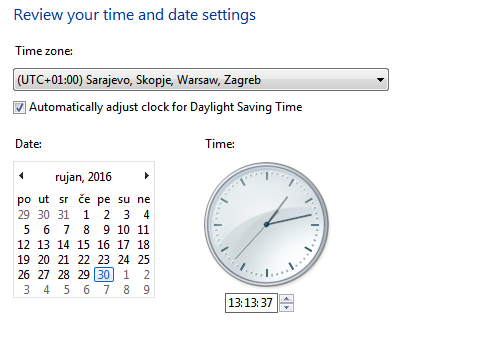 Review your time and date settings
Time zone:
(UTC+01:00) Sarajevo, Skopje, Warsaw, Zagreb
Automatically adjust clock for Daylight Saving Time
Date:
Time:
rujan, 2016
po ut sr če pe su ne
29 30 31 1 2 3 4
5 6 7 8 9 10 11
12 13 14 15 16 17 18
19 20 21 22 23 24 25
26 27 28 29 30 1 2
3 4 5 6 7 8 9
13:13:37